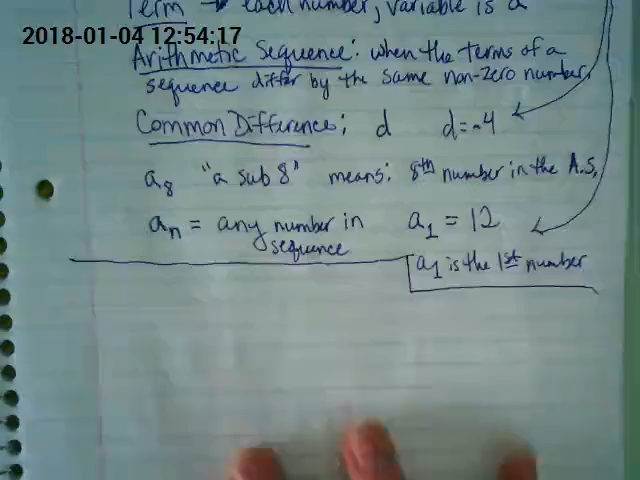 Term → each number, variable is a
2018-01-04 12:54:17
Arithmetic Sequence: when the terms of a
sequence differ by the same non-zero number.
Common Difference: d d=-4
a8 "a sub 8" means: 8th number in the A.S.
an = any number in a1 = 12
sequence
a1 is the 1st number